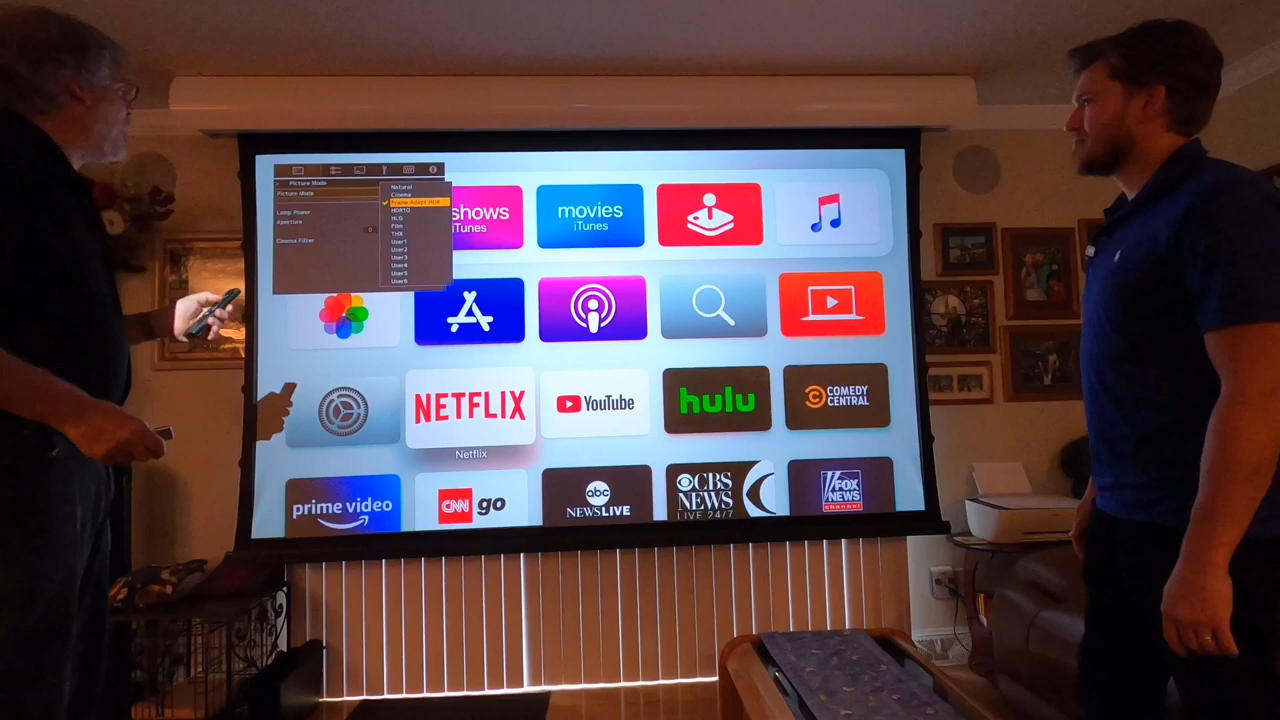 > Picture Mode
Picture Mode
Lamp Power
Aperture
0
Cinema Filter
Natural
Cinema
Frame Adapt HDR
HDR10
HLG
Film
THX
User1
User2
User3
User4
User5
User6
shows
iTunes
movies
iTunes
NETFLIX
YouTube
hulu
COMEDY
CENTRAL
Netflix
prime video
CNN go
abc
NEWSLIVE
CBS
NEWS
LIVE 24/7
FOX
NEWS
channel